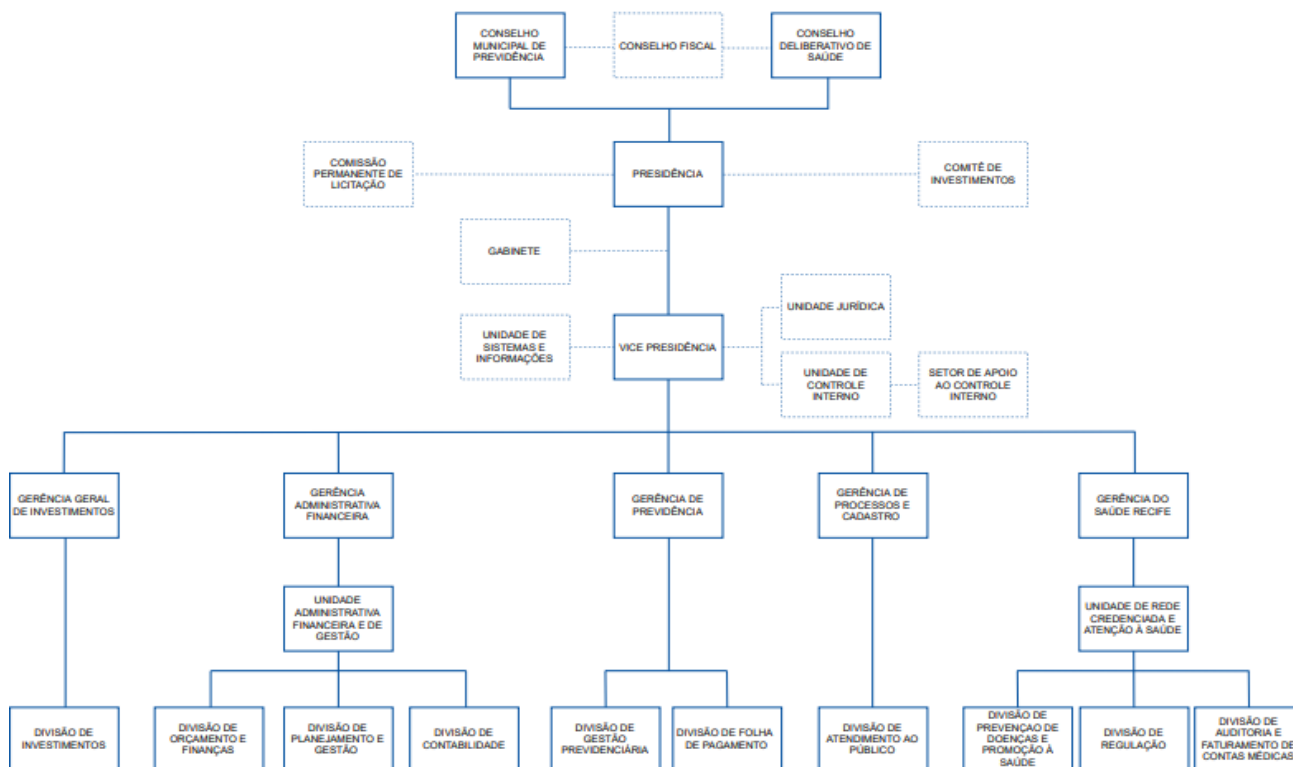 CONSELHO
MUNICIPAL DE
PREVIDÊNCIA
CONSELHO FISCAL
CONSELHO
DELIBERATIVO DE
SAÚDE
COMISSÃO
PERMANENTE DE
LICITAÇÃO
PRESIDÊNCIA
COMITÊ DE
INVESTIMENTOS
GABINETE
UNIDADE JURÍDICA
UNIDADE DE
SISTEMAS E
INFORMAÇÕES
VICE PRESIDÊNCIA
UNIDADE DE
CONTROLE
INTERNO
SETOR DE APOIO
AO CONTROLE
INTERNO
GERÊNCIA GERAL
DE INVESTIMENTOS
GERÊNCIA
ADMINISTRATIVA
FINANCEIRA
GERÊNCIA DE
PREVIDÊNCIA
GERÊNCIA DE
PROCESSOS E
CADASTRO
GERÊNCIA DO
SAÚDE RECIFE
UNIDADE
ADMINISTRATIVA
FINANCEIRA E DE
GESTÃO
UNIDADE DE REDE
CREDENCIADA E
ATENÇÃO À SAÚDE
DIVISÃO DE
INVESTIMENTOS
DIVISÃO DE
ORÇAMENTO E
FINANÇAS
DIVISÃO DE
PLANEJAMENTO E
GESTÃO
DIVISÃO DE
CONTABILIDADE
DIVISÃO DE
GESTÃO
PREVIDENCIÁRIA
DIVISÃO DE FOLHA
DE PAGAMENTO
DIVISÃO DE
ATENDIMENTO AO
PÚBLICO
DIVISÃO DE
PREVENÇAO DE
DOENÇAS E
PROMOÇÃO À
SAÚDE
DIVISÃO DE
REGULAÇÃO
DIVISÃO DE
AUDITORIA E
FATURAMENTO DE
CONTAS MÉDICAS